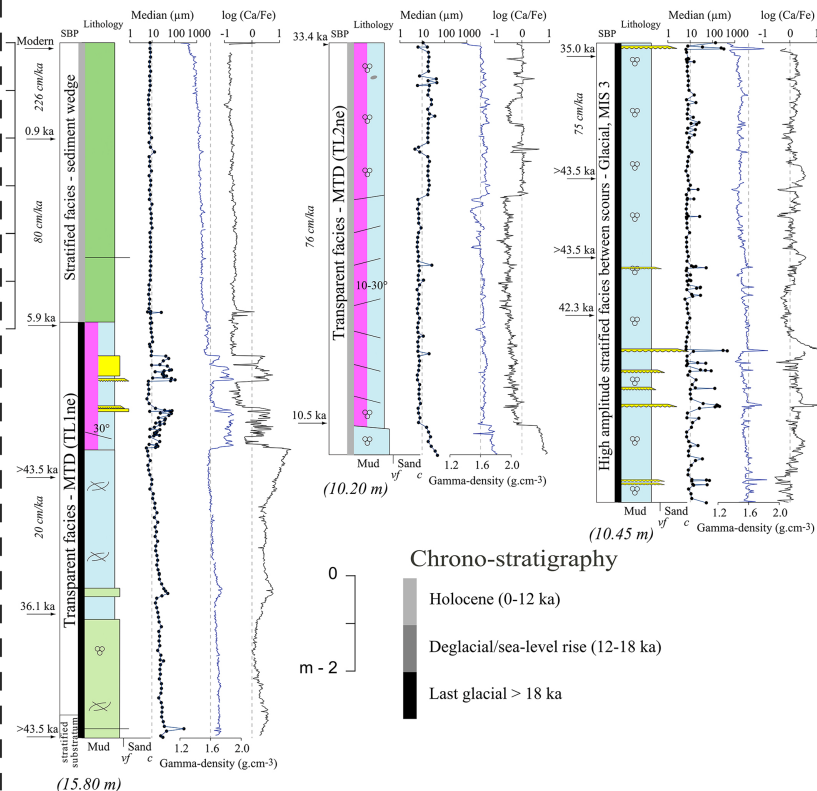 Median (µm)
log (Ca/Fe)
Lithology
SBP
1
10
100
1000
-1
0
1
Modern
226 cm/ka
0.9 ka
80 cm/ka
5.9 ka
>43.5 ka
20 cm/ka
36.1 ka
>43.5 ka
Stratified facies - sediment wedge
Transparent facies - MTD (TL1ne)
stratified
substratum
30°
Mud
Sand
vf
c
1.2
1.6
2.0
Gamma-density (g.cm-3)
(15.80 m)
Median (µm)
log (Ca/Fe)
Lithology
SBP
1
10
100
1000
-1
0
1
33.4 ka
76 cm/ka
10.5 ka
Transparent facies - MTD (TL2ne)
10-30°
Mud
Sand
vf
c
1.2
1.6
2.0
Gamma-density (g.cm-3)
(10.20 m)
Median (µm)
log (Ca/Fe)
Lithology
SBP
1
10
100
1000
-1
0
1
35.0 ka
75 cm/ka
>43.5 ka
>43.5 ka
42.3 ka
High amplitude stratified facies between scours - Glacial, MIS 3
Mud
Sand
vf
c
1.2
1.6
2.0
Gamma-density (g.cm-3)
(10.45 m)
0
m - 2
Chrono-stratigraphy
Holocene (0-12 ka)
Deglacial/sea-level rise (12-18 ka)
Last glacial > 18 ka